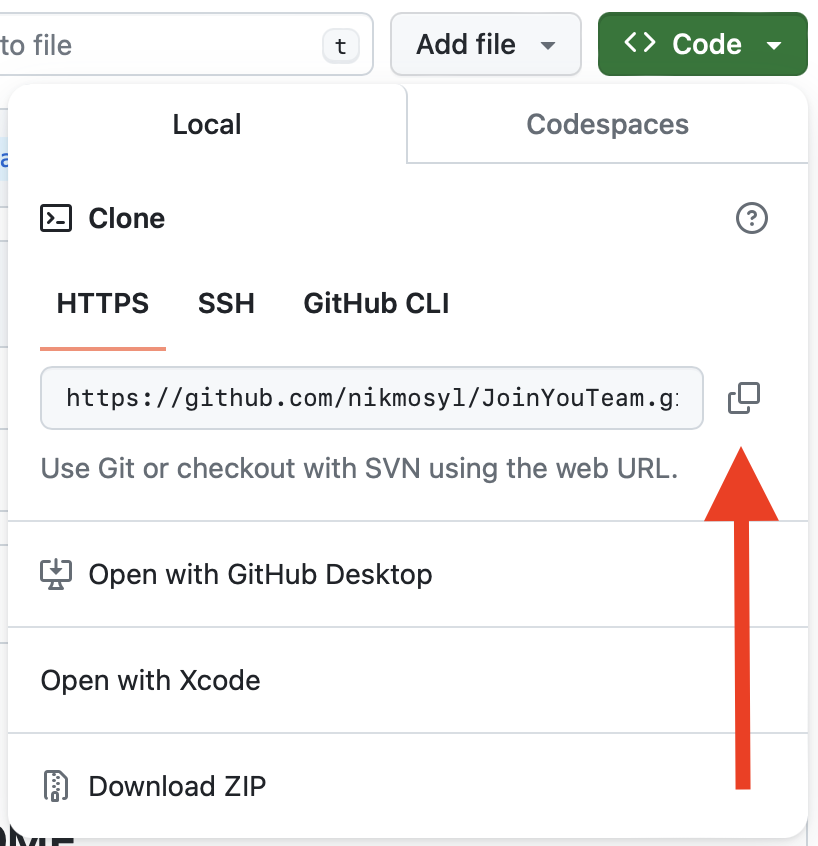 to file t Add file Code
Local Codespaces
a
Clone
HTTPS SSH GitHub CLI
https://github.com/nikmosyl/JoinYouTeam.g
Use Git or checkout with SVN using the web URL.
Open with GitHub Desktop
Open with Xcode
Download ZIP
OME